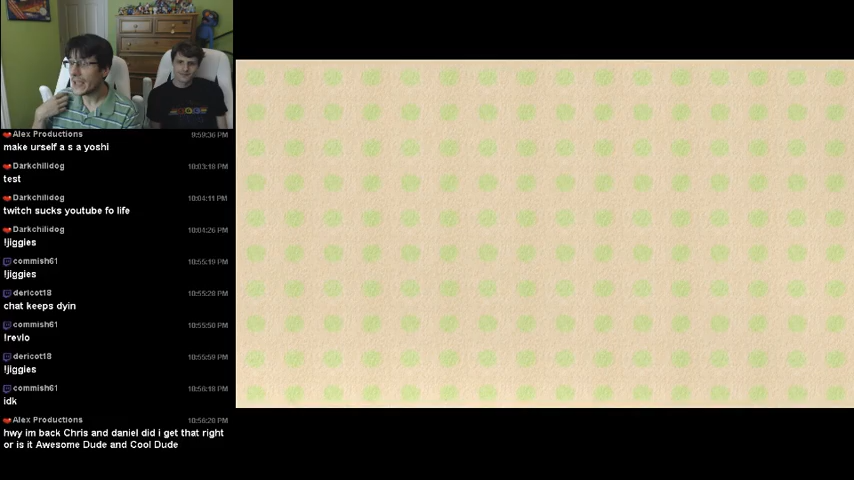 Alex Productions 9:59:36 PM
make urself a s a yoshi
Darkchilidog 10:03:18 PM
test
Darkchilidog 10:04:11 PM
twitch sucks youtube fo life
Darkchilidog 10:04:26 PM
!jiggies
commish61 10:55:19 PM
!jiggies
dericot18 10:55:28 PM
chat keeps dyin
commish61 10:55:50 PM
!revlo
dericot18 10:55:59 PM
!jiggies
commish61 10:56:18 PM
idk
Alex Productions 10:56:28 PM
hwy im back Chris and daniel did i get that right
or is it Awesome Dude and Cool Dude